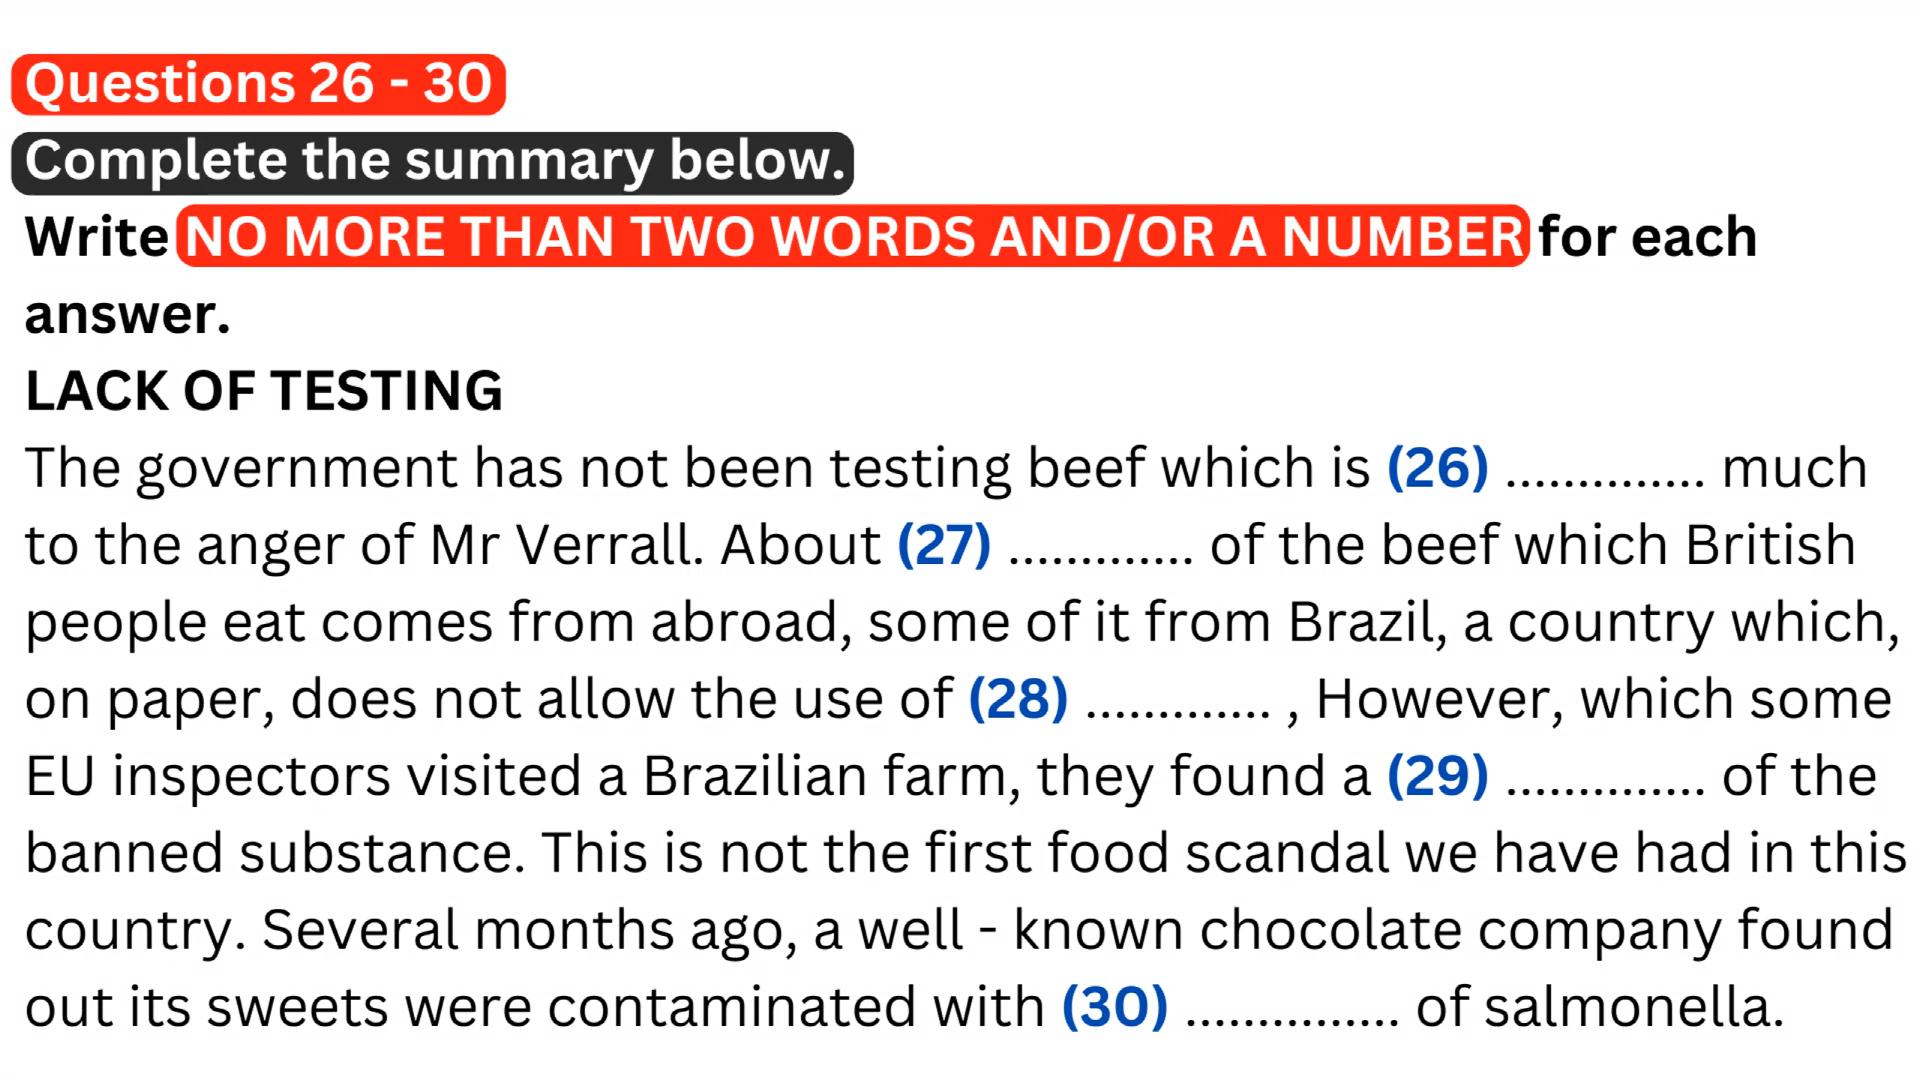 Questions 26 - 30
Complete the summary below.
Write NO MORE THAN TWO WORDS AND/OR A NUMBER for each
answer.
LACK OF TESTING
The government has not been testing beef which is (26) .............. much
to the anger of Mr Verrall. About (27) ............. of the beef which British
people eat comes from abroad, some of it from Brazil, a country which,
on paper, does not allow the use of (28) ............. , However, which some
EU inspectors visited a Brazilian farm, they found a (29) .............. of the
banned substance. This is not the first food scandal we have had in this
country. Several months ago, a well - known chocolate company found
out its sweets were contaminated with (30) ............... of salmonella.